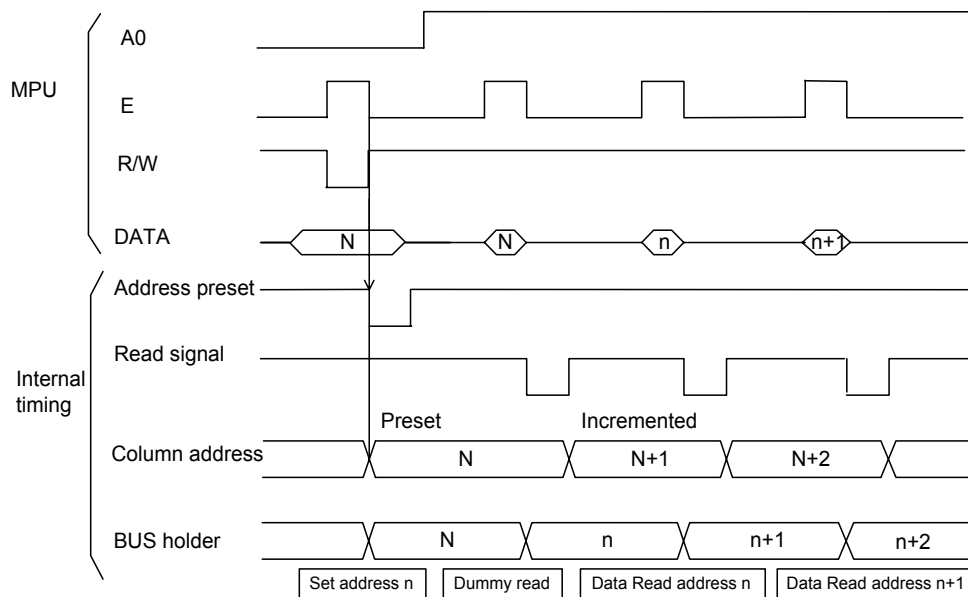 A0
MPU
E
R/W
DATA N N n n+1
Address preset
Read signal
Internal
timing
Preset Incremented
Column address N N+1 N+2
BUS holder N n n+1 n+2
Set address n Dummy read Data Read address n Data Read address n+1